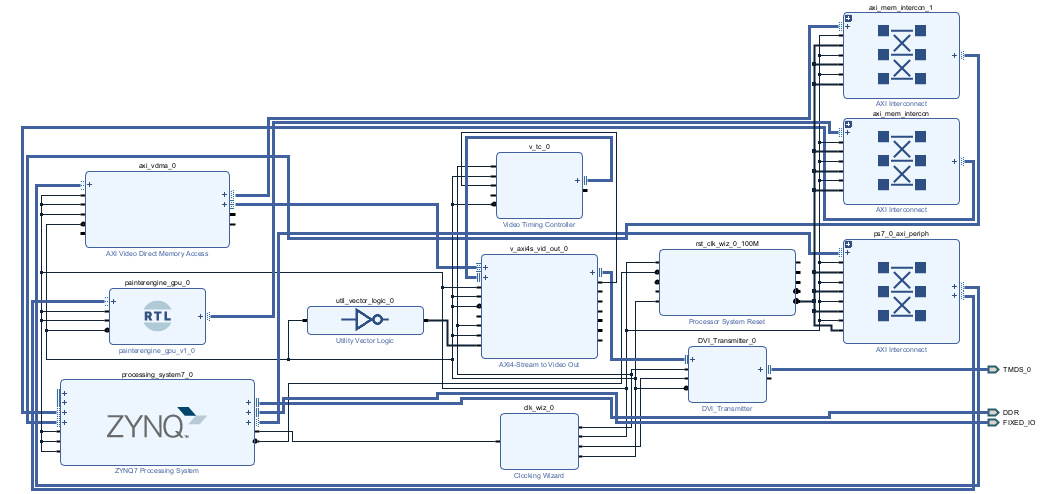 axi_mem_intercon_1
AXI Interconnect
axi_mem_intercon
AXI Interconnect
axi_vdma_0
AXI Video Direct Memory Access
v_tc_0
Video Timing Controller
ps7_0_axi_periph
AXI Interconnect
v_axi4s_vid_out_0
AXI4-Stream to Video Out
rst_clk_wiz_0_100M
Processor System Reset
painterengine_gpu_0
RTL
painterengine_gpu_v1_0
util_vector_logic_0
Utility Vector Logic
DVI_Transmitter_0
DVI_Transmitter
processing_system7_0
ZYNQ
ZYNQ7 Processing System
clk_wiz_0
Clocking Wizard
TMDS_0
DDR
FIXED_IO